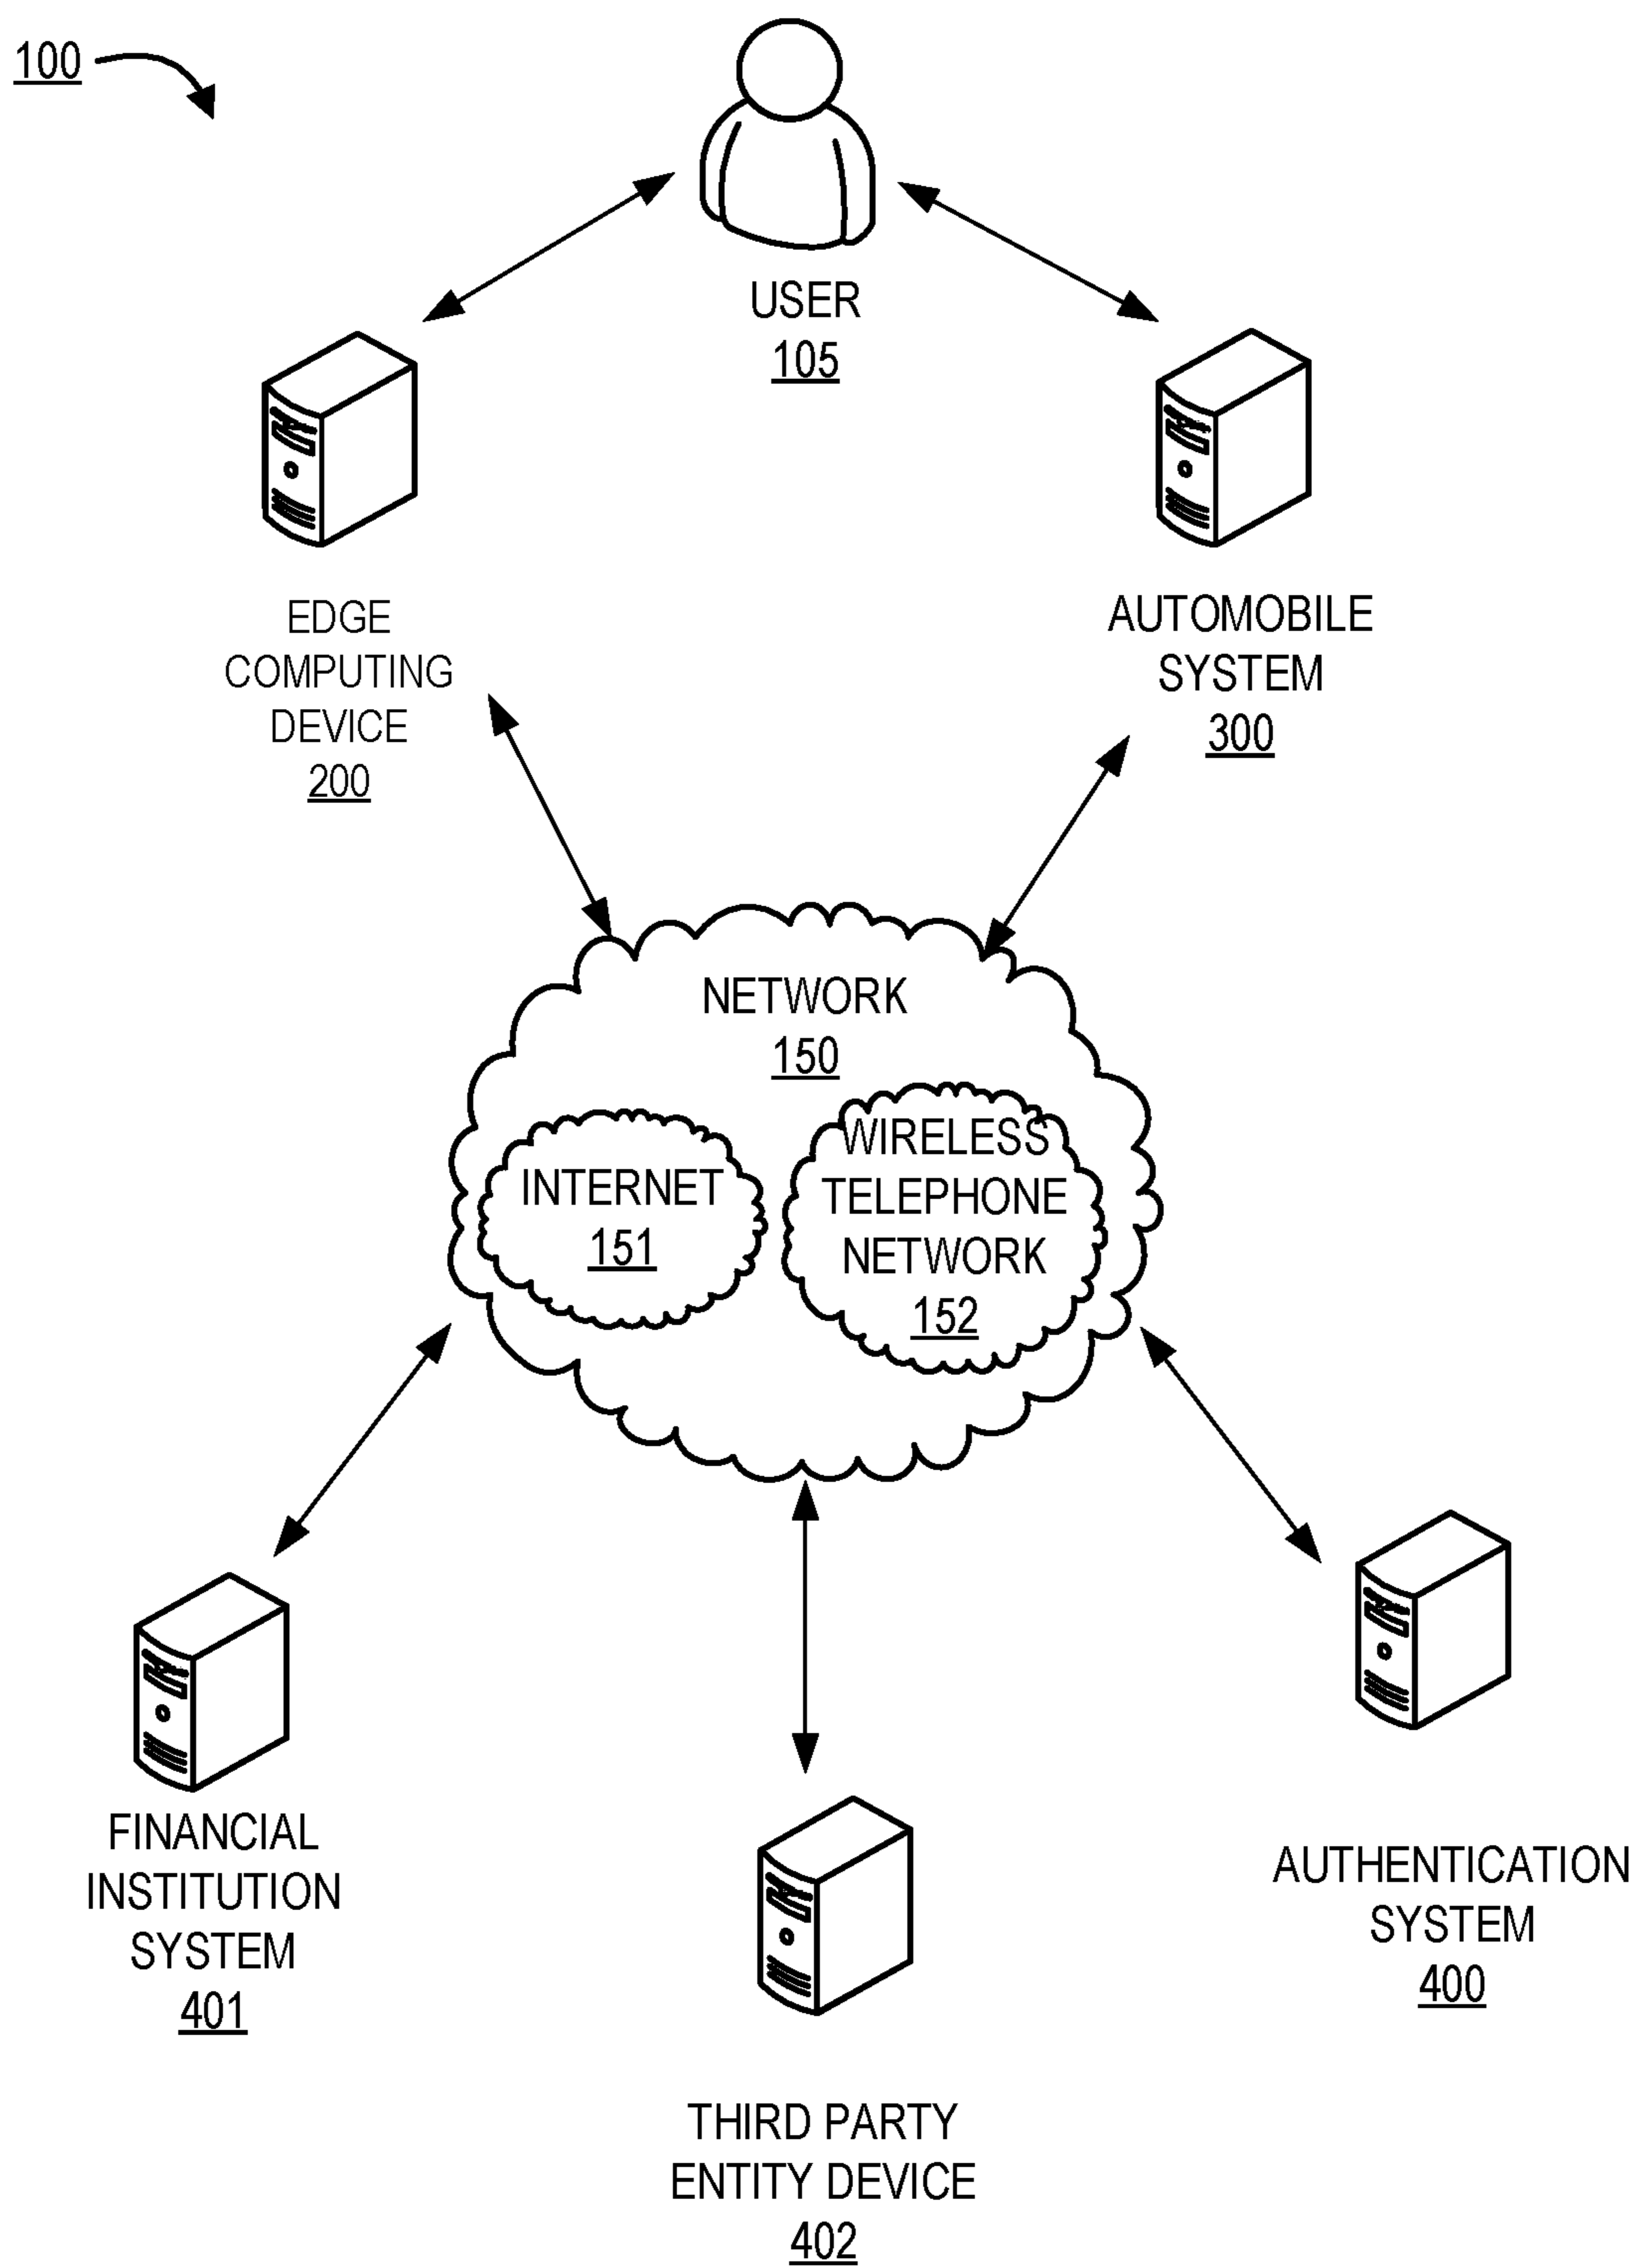 100
USER
105
EDGE
COMPUTING
DEVICE
200
AUTOMOBILE
SYSTEM
300
NETWORK
150
INTERNET
151
WIRELESS
TELEPHONE
NETWORK
152
FINANCIAL
INSTITUTION
SYSTEM
401
THIRD PARTY
ENTITY DEVICE
402
AUTHENTICATION
SYSTEM
400